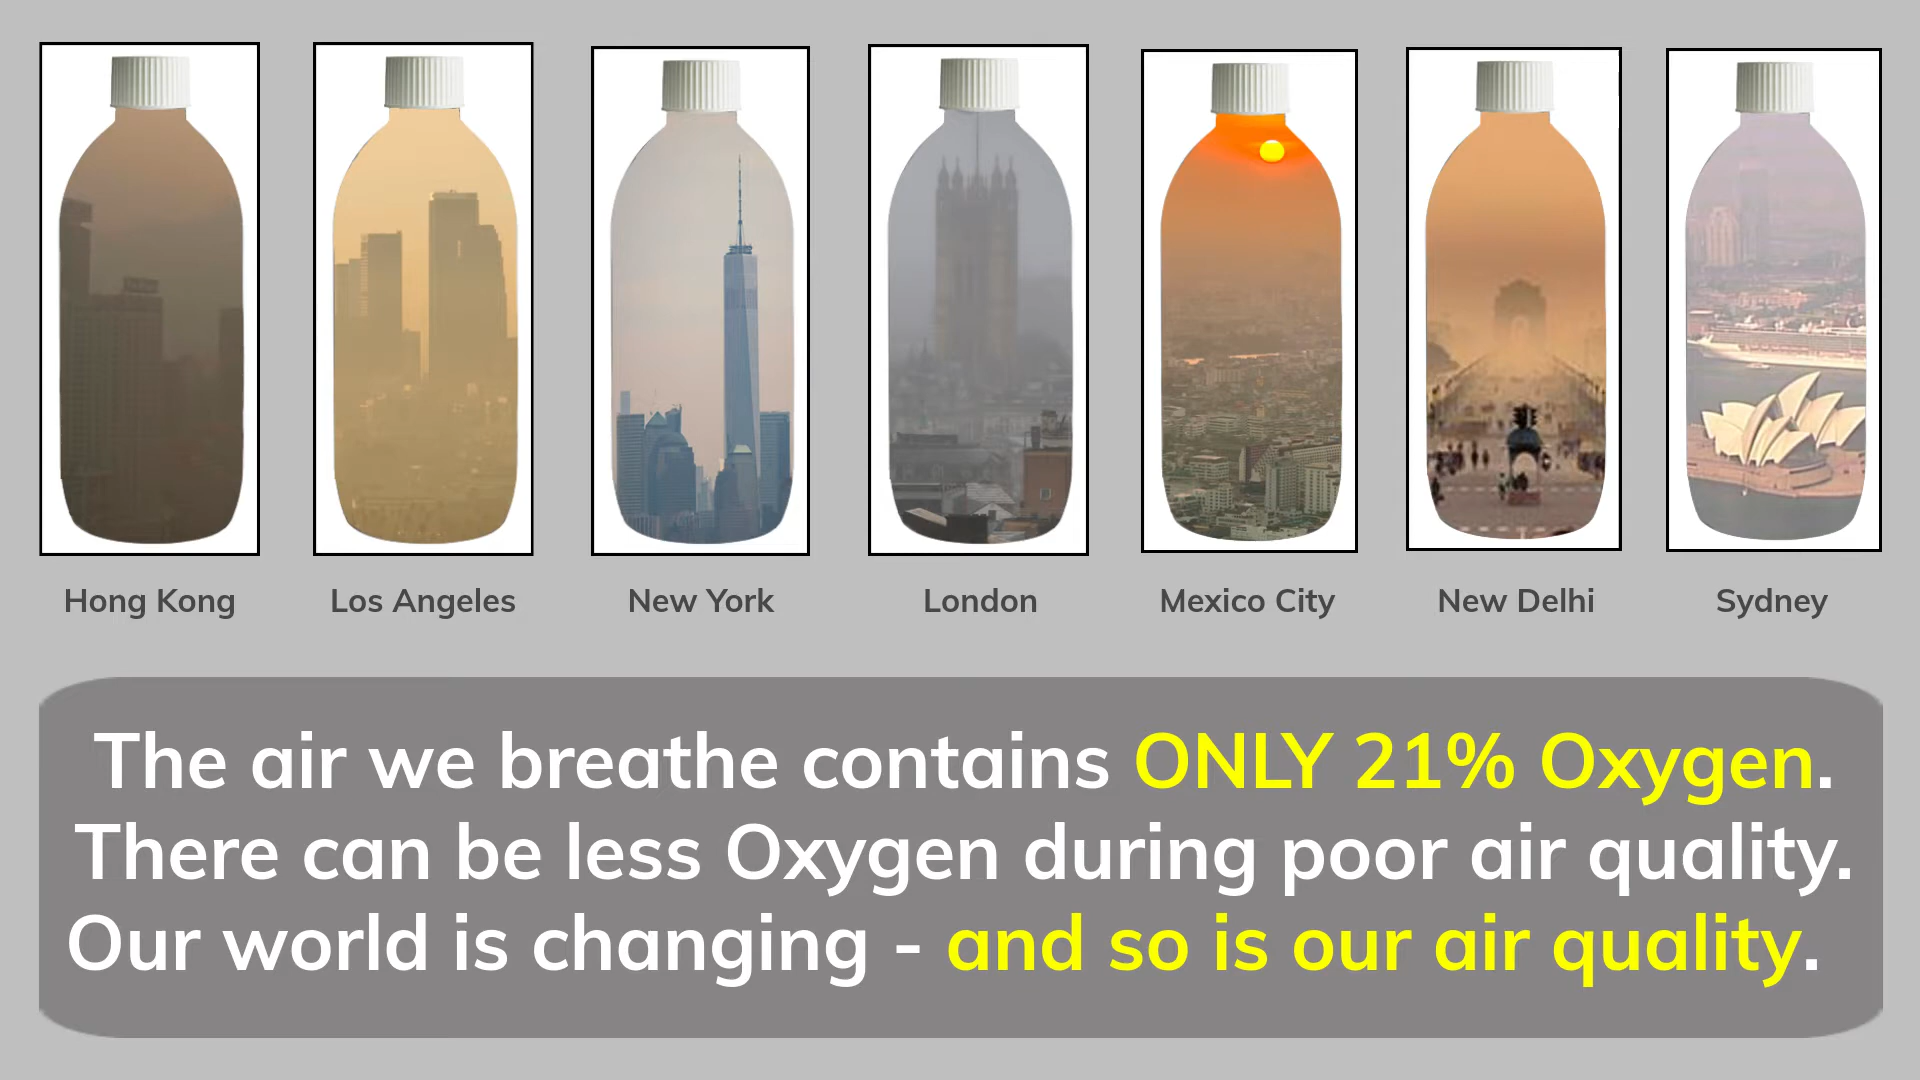 Hong Kong
Los Angeles
New York
London
Mexico City
New Delhi
Sydney
The air we breathe contains ONLY 21% Oxygen.
There can be less Oxygen during poor air quality.
Our world is changing - and so is our air quality.